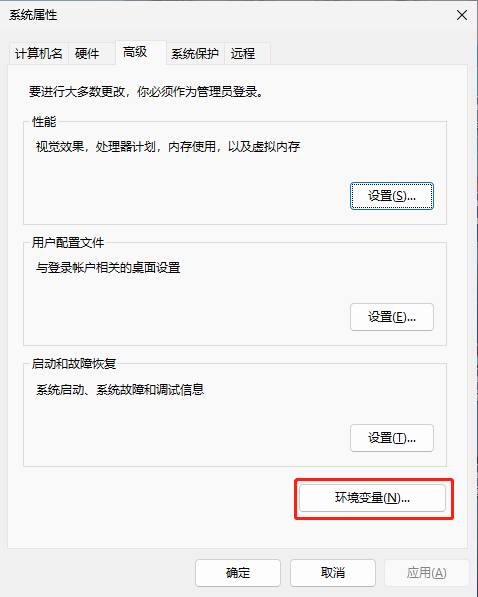 系统属性
计算机名 硬件 高级 系统保护 远程
要进行大多数更改，你必须作为管理员登录。
性能
视觉效果，处理器计划，内存使用，以及虚拟内存
设置(S)...
用户配置文件
与登录帐户相关的桌面设置
设置(E)...
启动和故障恢复
系统启动、系统故障和调试信息
设置(T)...
环境变量(N)...
确定 取消 应用(A)